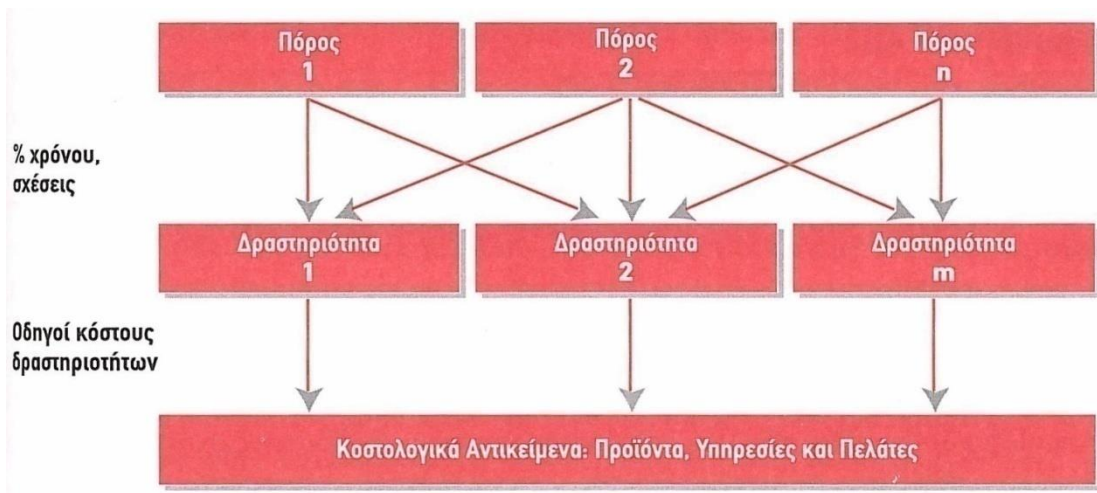 Πόρος
1
Πόρος
2
Πόρος
n
% χρόνου,
σχέσεις
Δραστηριότητα
1
Δραστηριότητα
2
Δραστηριότητα
m
Οδηγοί κόστους
δραστηριοτήτων
Κοστολογικά Αντικείμενα: Προϊόντα, Υπηρεσίες και Πελάτες